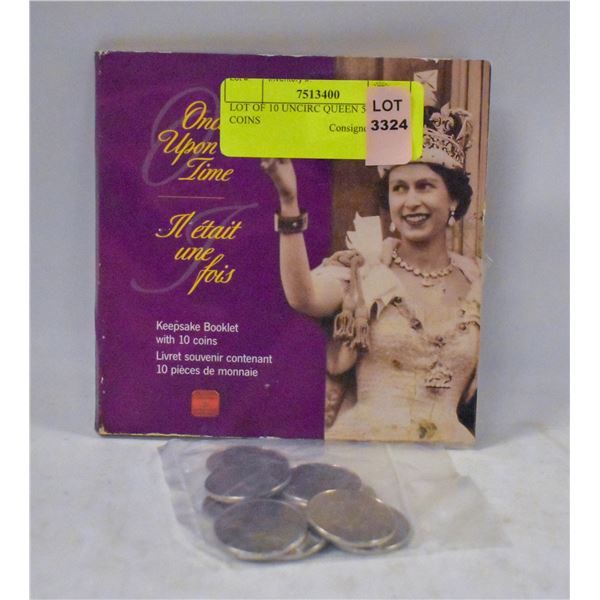 Inventory #:
7513400
LOT OF 10 UNCIRC QUEEN
COINS
LOT
3324
Once
Upon
Time
Il était
une
fois
Keepsake Booklet
with 10 coins
Livret souvenir contenant
10 pièces de monnaie